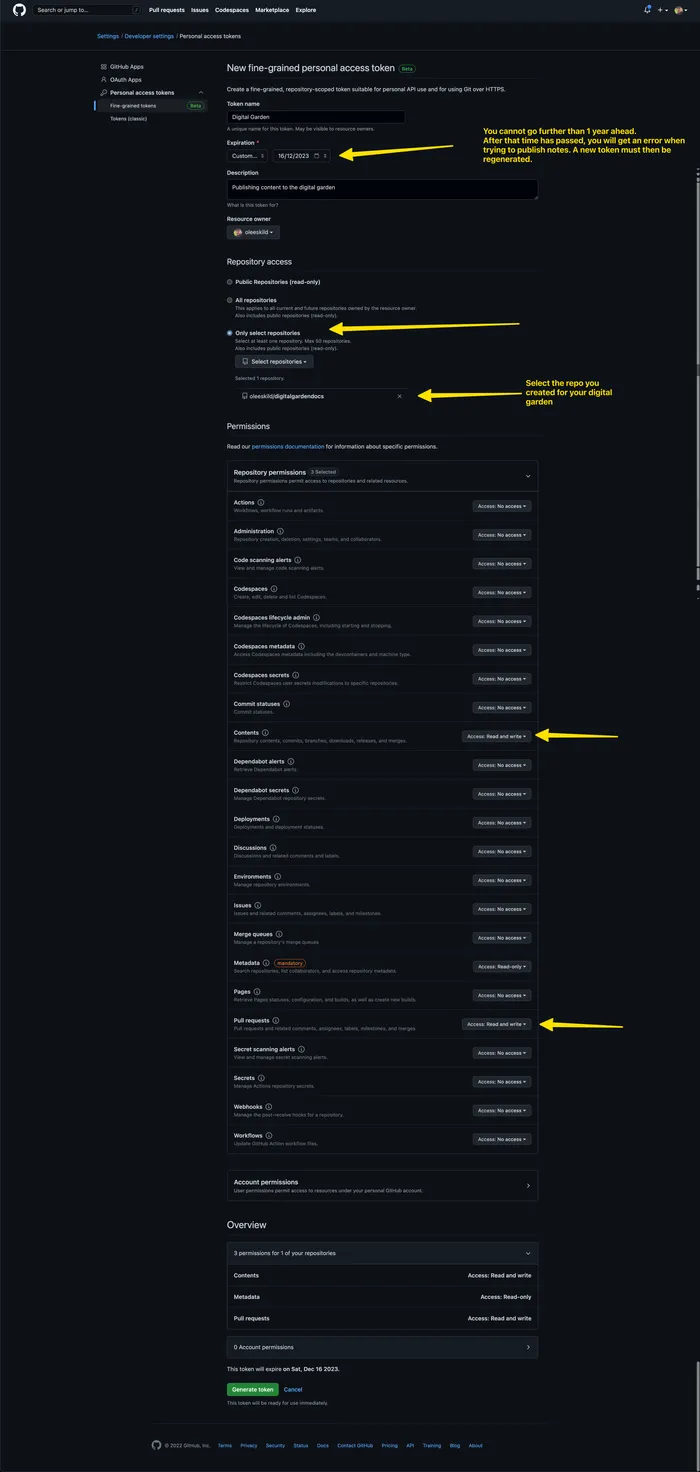 Search or jump to... /
Pull requests Issues Codespaces Marketplace Explore
Settings / Developer settings / Personal access tokens
GitHub Apps
OAuth Apps
Personal access tokens
Fine-grained tokens Beta
Tokens (classic)
New fine-grained personal access token Beta
Create a fine-grained, repository-scoped token suitable for personal API use and for using Git over HTTPS.
Token name
Digital Garden
A unique name for this token. May be visible to resource owners.
Expiration *
Custom... 16/12/2023
You cannot go further than 1 year ahead.
After that time has passed, you will get an error when
trying to publish notes. A new token must then be
regenerated.
Description
Publishing content to the digital garden
What is this token for?
Resource owner
oleeskild
Repository access
Public Repositories (read-only)
All repositories
This applies to all current and future repositories owned by the resource owner.
Also includes public repositories (read-only).
Only select repositories
Select at least one repository. Max 50 repositories.
Also includes public repositories (read-only).
Select repositories
Selected 1 repository.
oleeskild/digitalgardendocs ×
Select the repo you
created for your digital
garden
Permissions
Read our permissions documentation for information about specific permissions.
Repository permissions 3 Selected
Repository permissions permit access to repositories and related resources.
Actions
Workflows, workflow runs and artifacts.
Access: No access
Administration
Repository creation, deletion, settings, teams, and collaborators.
Access: No access
Code scanning alerts
View and manage code scanning alerts.
Access: No access
Codespaces
Create, edit, delete and list Codespaces.
Access: No access
Codespaces lifecycle admin
Manage the lifecycle of Codespaces, including starting and stopping.
Access: No access
Codespaces metadata
Access Codespaces metadata including the devcontainers and machine type.
Access: No access
Codespaces secrets
Restrict Codespaces user secrets modifications to specific repositories.
Access: No access
Commit statuses
Commit statuses.
Access: No access
Contents
Repository contents, commits, branches, downloads, releases, and merges.
Access: Read and write
Dependabot alerts
Retrieve Dependabot alerts.
Access: No access
Dependabot secrets
Manage Dependabot repository secrets.
Access: No access
Deployments
Deployments and deployment statuses.
Access: No access
Discussions
Discussions and related comments and labels.
Access: No access
Environments
Manage repository environments.
Access: No access
Issues
Issues and related comments, assignees, labels, and milestones.
Access: No access
Merge queues
Manage a repository's merge queues
Access: No access
Metadata mandatory
Search repositories, list collaborators, and access repository metadata.
Access: Read-only
Pages
Retrieve Pages statuses, configuration, and builds, as well as create new builds.
Access: No access
Pull requests
Pull requests and related comments, assignees, labels, milestones, and merges.
Access: Read and write
Secret scanning alerts
View and manage secret scanning alerts.
Access: No access
Secrets
Manage Actions repository secrets.
Access: No access
Webhooks
Manage the post-receive hooks for a repository.
Access: No access
Workflows
Update GitHub Action workflow files.
Access: No access
Account permissions
User permissions permit access to resources under your personal GitHub account.
Overview
3 permissions for 1 of your repositories
Contents Access: Read and write
Metadata Access: Read-only
Pull requests Access: Read and write
0 Account permissions
This token will expire on Sat, Dec 16 2023.
Generate token Cancel
This token will be ready for use immediately.
© 2022 GitHub, Inc. Terms Privacy Security Status Docs Contact GitHub Pricing API Training Blog About